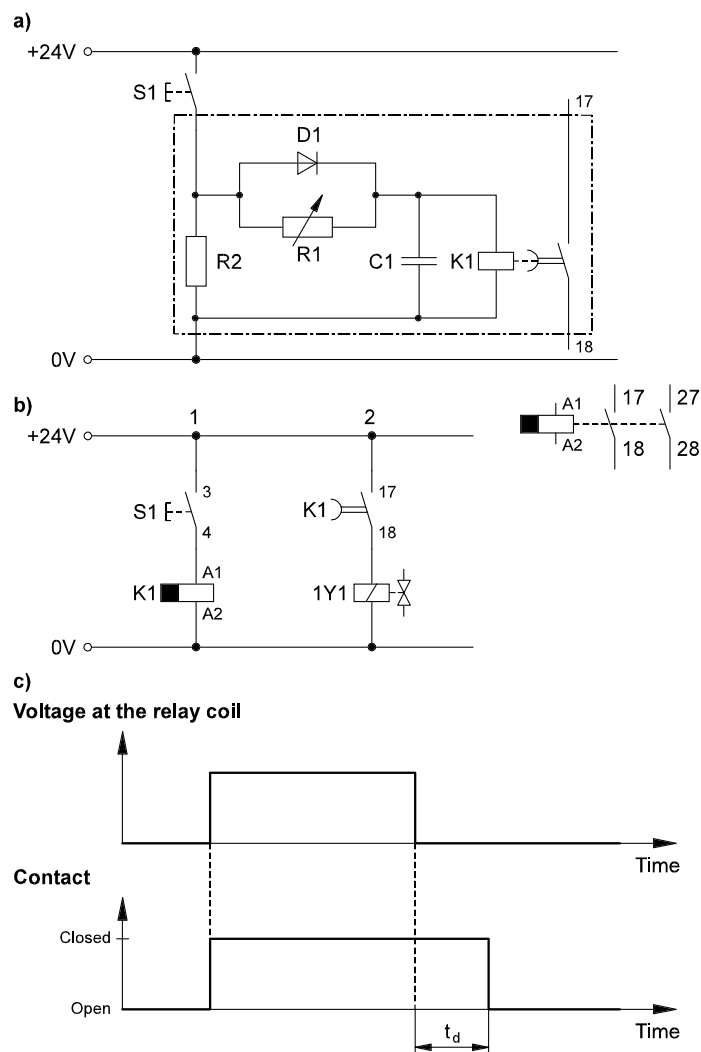 a)
+24V
S1
17
D1
R2
R1
C1
K1
18
0V
b)
1
2
+24V
A1
17
27
A2
18
28
3
17
S1
K1
4
18
K1
A1
1Y1
A2
0V
c)
Voltage at the relay coil
Time
Contact
Closed
Open
Time
td